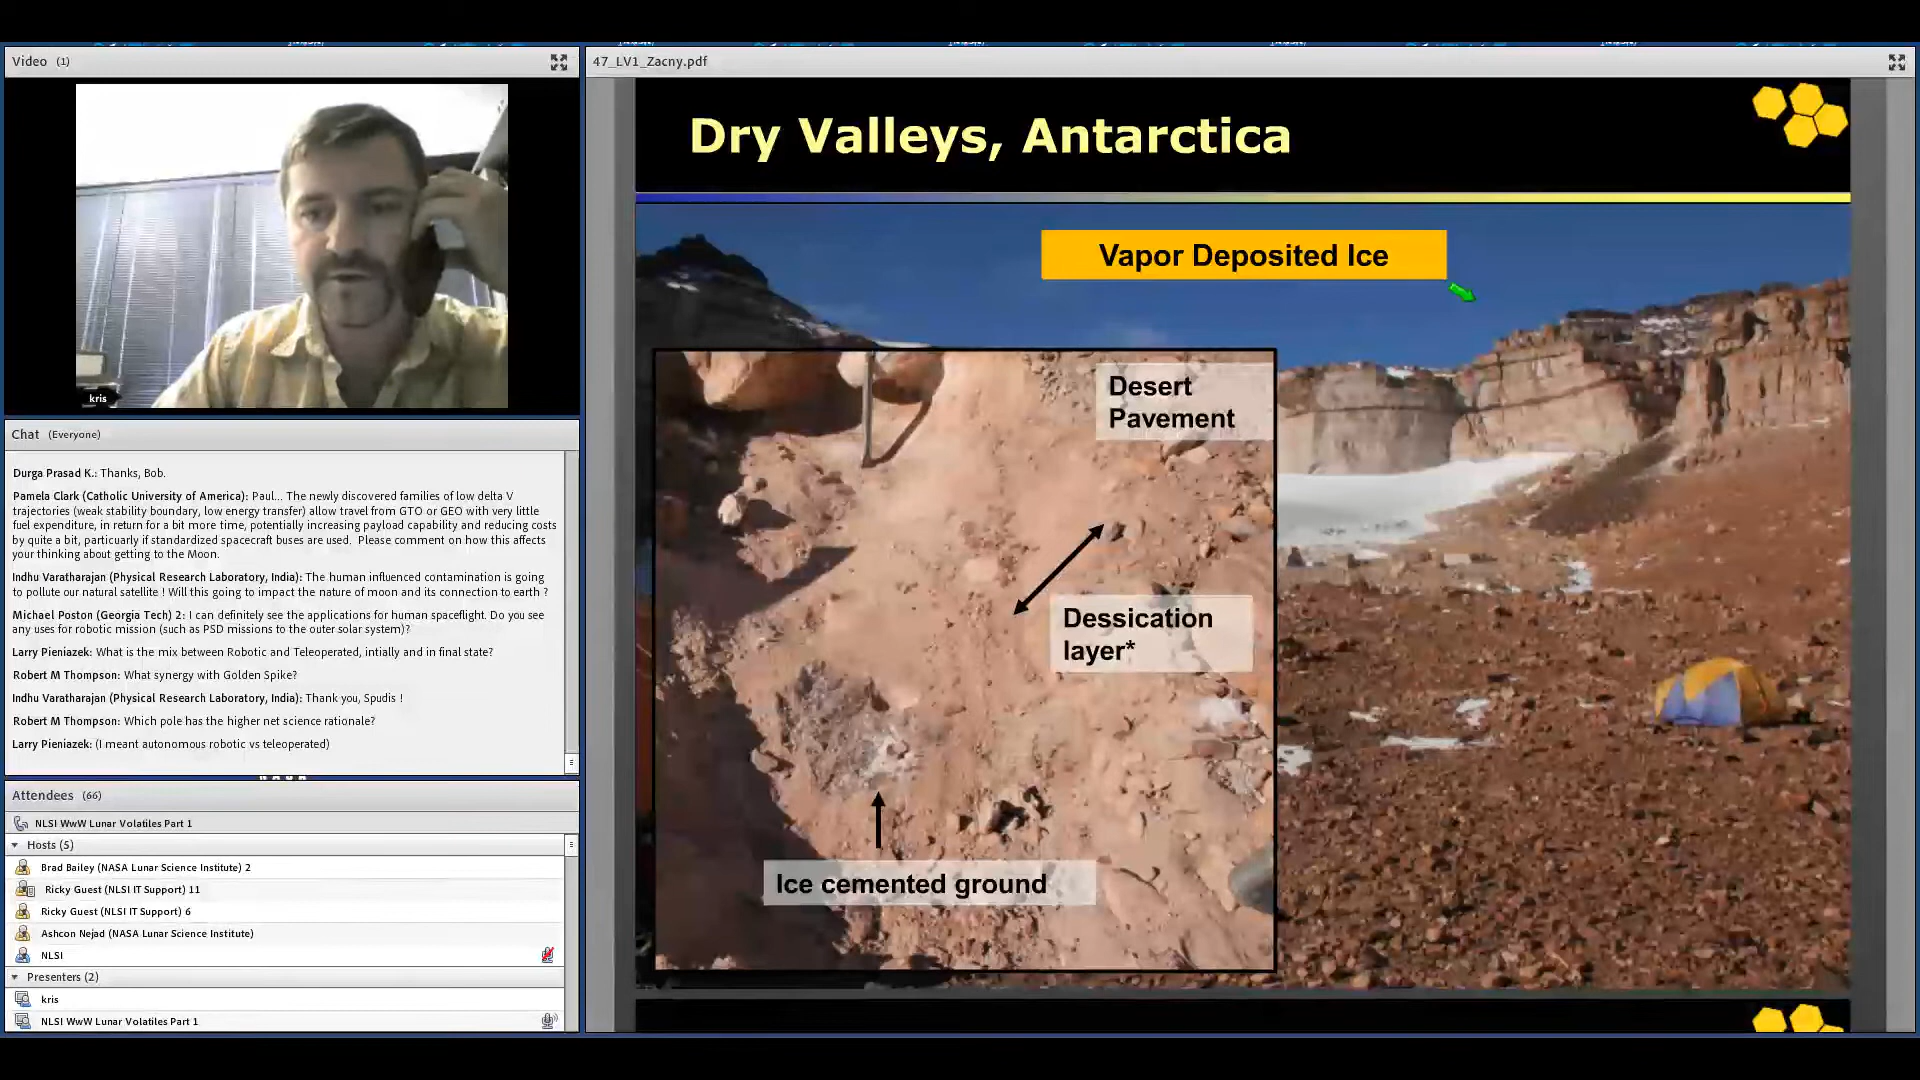 Video (1)
kris
Chat (Everyone)
Durga Prasad K.: Thanks, Bob.
Pamela Clark (Catholic University of America): Paul... The newly discovered families of low delta V
trajectories (weak stability boundary, low energy transfer) allow travel from GTO or GEO with very little
fuel expenditure, in return for a bit more time, potentially increasing payload capability and reducing costs
by quite a bit, particuarly if standardized spacecraft buses are used. Please comment on how this affects
your thinking about getting to the Moon.
Indhu Varatharajan (Physical Research Laboratory, India): The human influenced contamination is going
to pollute our natural satellite ! Will this going to impact the nature of moon and its connection to earth ?
Michael Poston (Georgia Tech) 2: I can definitely see the applications for human spaceflight. Do you see
any uses for robotic mission (such as PSD missions to the outer solar system)?
Larry Pieniazek: What is the mix between Robotic and Teleoperated, intially and in final state?
Robert M Thompson: What synergy with Golden Spike?
Indhu Varatharajan (Physical Research Laboratory, India): Thank you, Spudis !
Robert M Thompson: Which pole has the higher net science rationale?
Larry Pieniazek: (I meant autonomous robotic vs teleoperated)
Attendees (66)
NLSI WwW Lunar Volatiles Part 1
Hosts (5)
Brad Bailey (NASA Lunar Science Institute) 2
Ricky Guest (NLSI IT Support) 11
Ricky Guest (NLSI IT Support) 6
Ashcon Nejad (NASA Lunar Science Institute)
NLSI
Presenters (2)
kris
NLSI WwW Lunar Volatiles Part 1
47_LV1_Zacny.pdf
Dry Valleys, Antarctica
Vapor Deposited Ice
Desert
Pavement
Dessication
layer*
Ice cemented ground